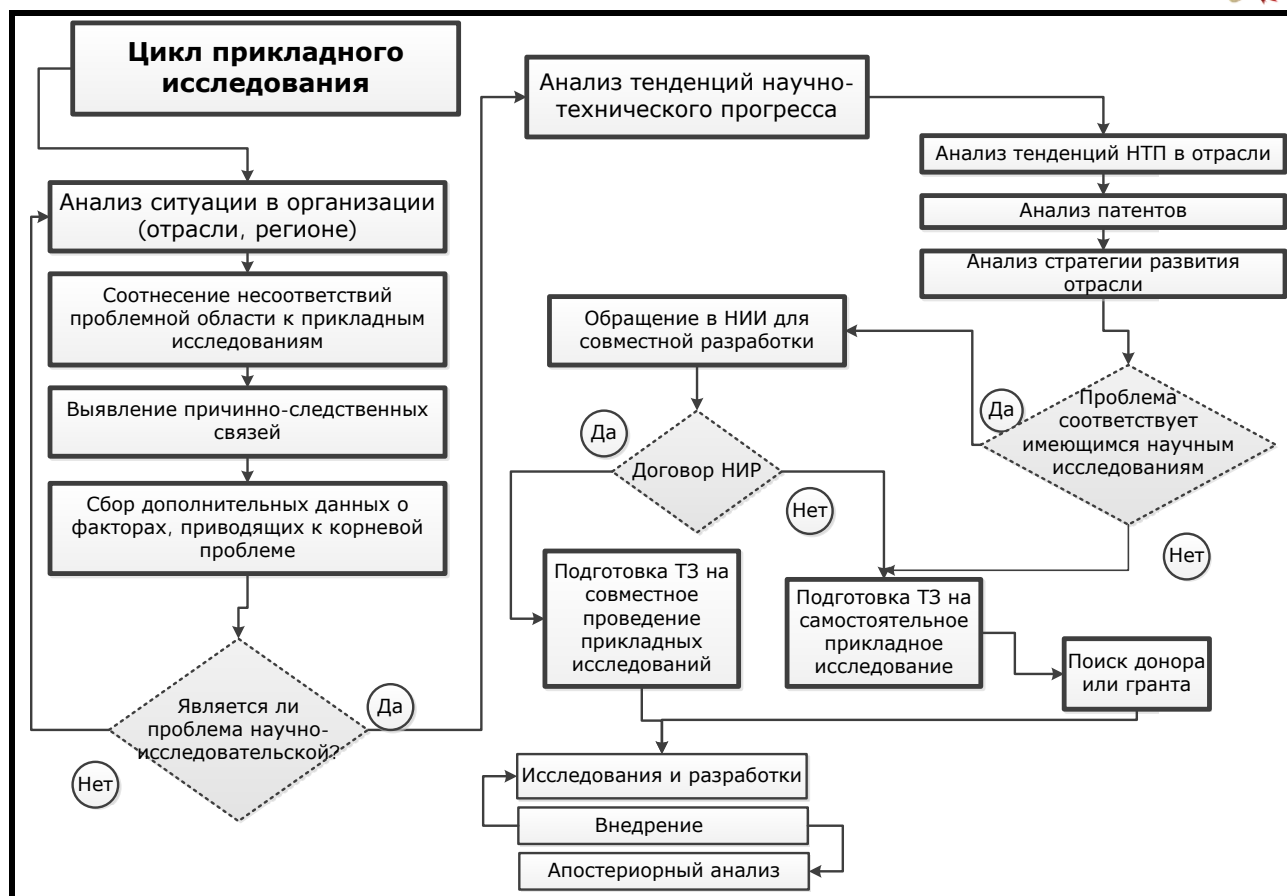 Цикл прикладного
исследования
Анализ ситуации в организации
(отрасли, регионе)
Соотнесение несоответствий
проблемной области к прикладным
исследованиям
Выявление причинно-следственных
связей
Сбор дополнительных данных о
факторах, приводящих к корневой
проблеме
Является ли
проблема научно-
исследовательской?
Да
Нет
Анализ тенденций научно-
технического прогресса
Анализ тенденций НТП в отрасли
Анализ патентов
Анализ стратегии развития
отрасли
Проблема
соответствует
имеющимся научным
исследованиям
Да
Нет
Обращение в НИИ для
совместной разработки
Договор НИР
Да
Нет
Подготовка ТЗ на
совместное
проведение
прикладных
исследований
Подготовка ТЗ на
самостоятельное
прикладное
исследование
Поиск донора
или гранта
Исследования и разработки
Внедрение
Апостериорный анализ